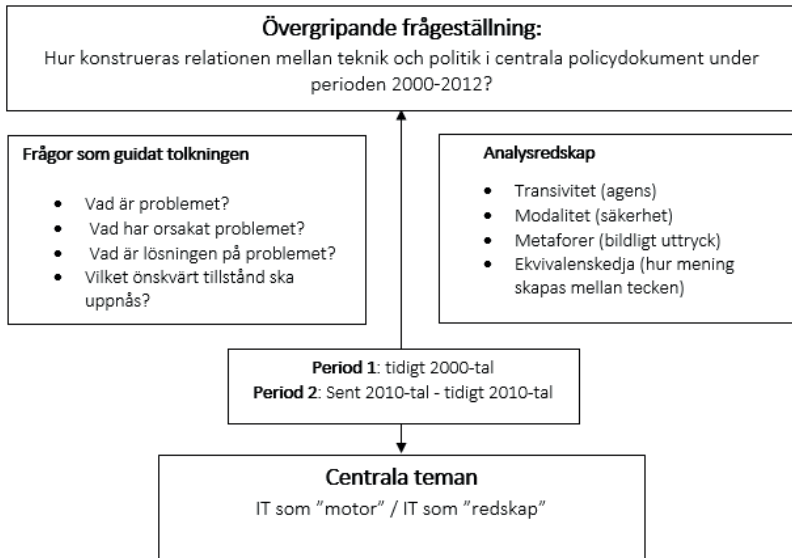 Övergripande frågeställning:
Hur konstrueras relationen mellan teknik och politik i centrala policydokument under
perioden 2000-2012?
Frågor som guidat tolkningen
• Vad är problemet?
• Vad har orsakat problemet?
• Vad är lösningen på problemet?
• Vilket önskvärt tillstånd ska
uppnås?
Analysredskap
• Transivitet (agens)
• Modalitet (säkerhet)
• Metaforer (bildligt uttryck)
• Ekvivalenskedja (hur mening
skapas mellan tecken)
Period 1: tidigt 2000-tal
Period 2: Sent 2010-tal - tidigt 2010-tal
Centrala teman
IT som ”motor” / IT som ”redskap”